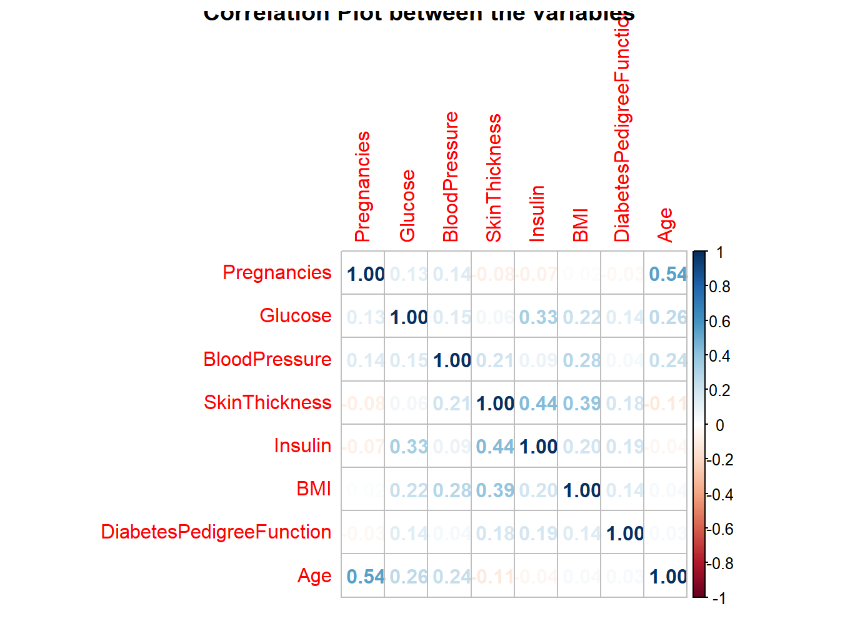 Correlation Plot between the variables
Pregnancies Glucose BloodPressure SkinThickness Insulin BMI DiabetesPedigreeFunction Age
Pregnancies 1.00 0.13 0.14 -0.08 -0.07 0.02 -0.03 0.54
Glucose 0.13 1.00 0.15 0.06 0.33 0.22 0.14 0.26
BloodPressure 0.14 0.15 1.00 0.21 0.09 0.28 0.04 0.24
SkinThickness -0.08 0.06 0.21 1.00 0.44 0.39 0.18 -0.11
Insulin -0.07 0.33 0.09 0.44 1.00 0.20 0.19 -0.04
BMI 0.02 0.22 0.28 0.39 0.20 1.00 0.14 0.04
DiabetesPedigreeFunction -0.03 0.14 0.04 0.18 0.19 0.14 1.00 0.03
Age 0.54 0.26 0.24 -0.11 -0.04 0.04 0.03 1.00
1
0.8
0.6
0.4
0.2
0
-0.2
-0.4
-0.6
-0.8
-1